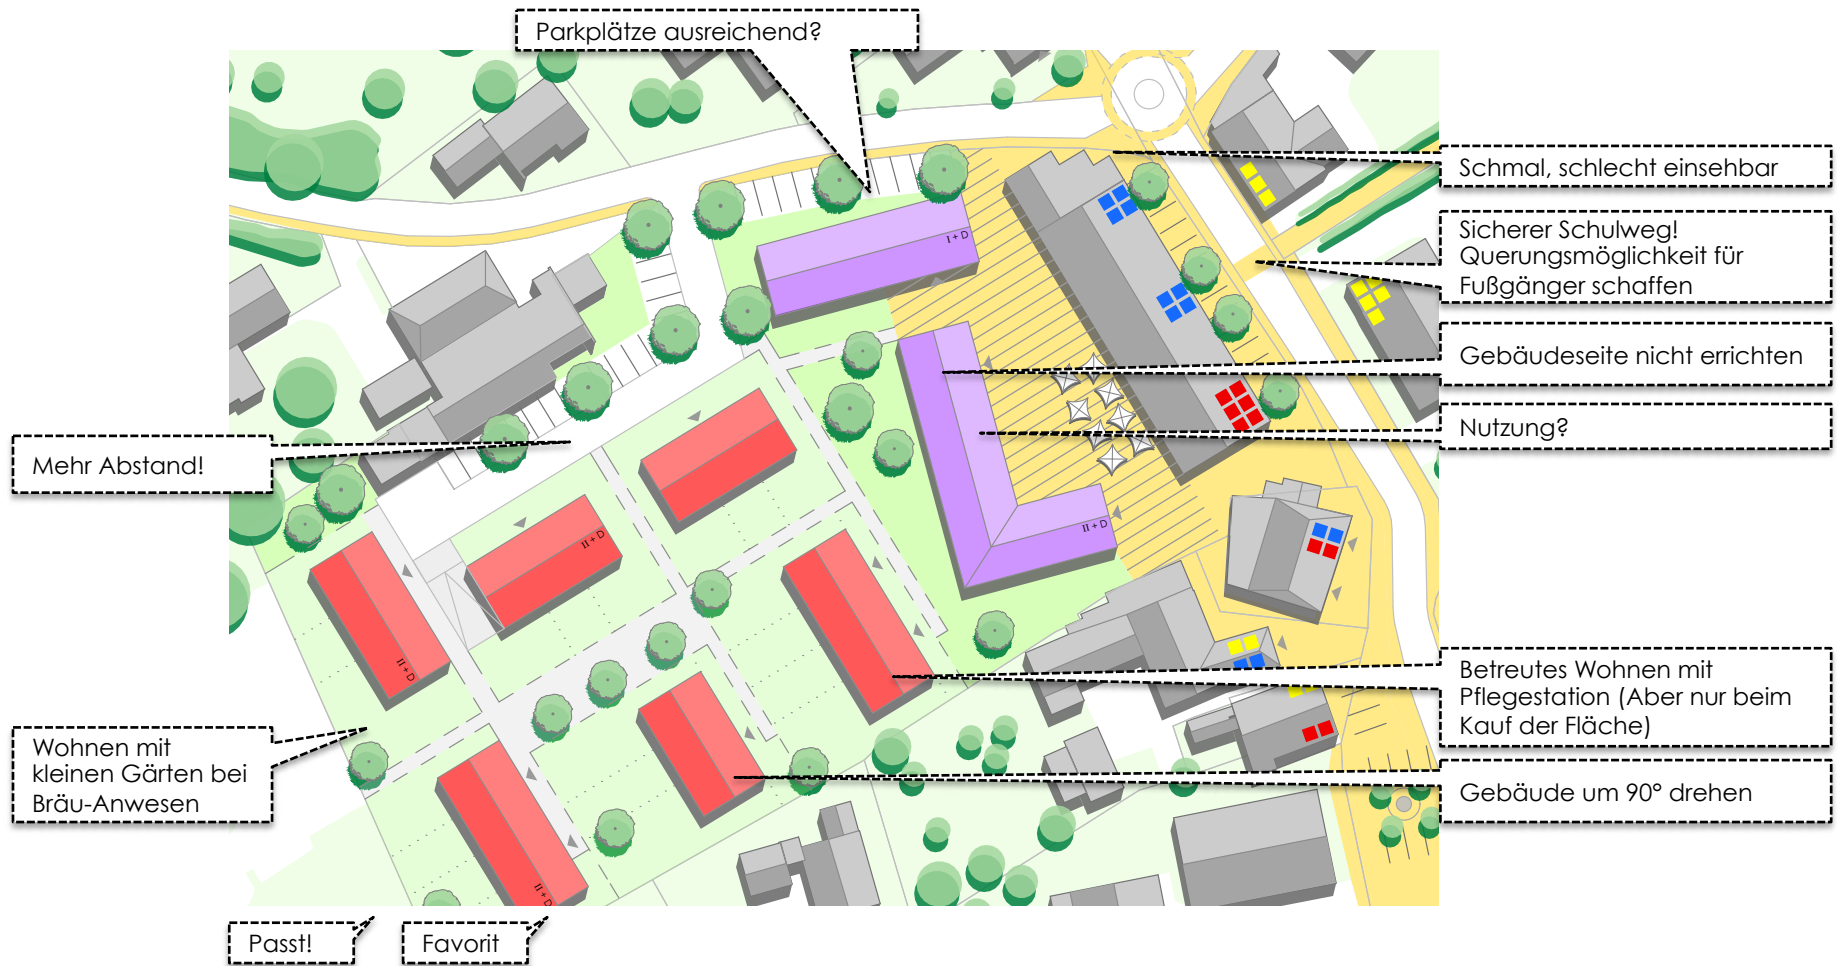 Parkplätze ausreichend?
Schmal, schlecht einsehbar
Sicherer Schulweg!
Querungsmöglichkeit für
Fußgänger schaffen
I + D
Gebäudeseite nicht errichten
Nutzung?
Mehr Abstand!
II + D
II + D
II + D
Betreutes Wohnen mit
Pflegestation (Aber nur beim
Kauf der Fläche)
Wohnen mit
kleinen Gärten bei
Bräu-Anwesen
Gebäude um 90° drehen
II + D
Passt!
Favorit